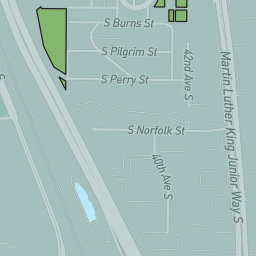 S Burns St
S Pilgrim St
S Perry St
42nd Ave S
Martin Luther King Junior Way S
S Norfolk St
40th Ave S